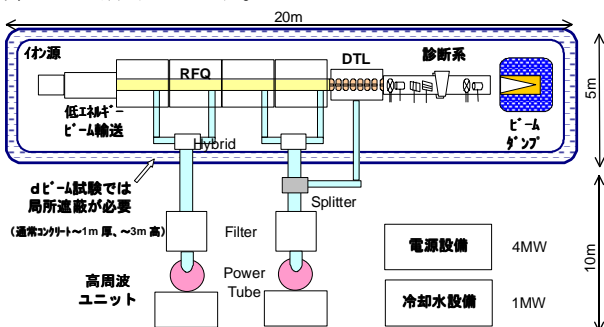 20m
イオン源
RFQ
DTL
診断系
5m
低エネルギー
ビーム輸送
ビーム
ダンプ
Hybrid
dビーム試験では
局所遮蔽が必要
(通常コンクリート~1m厚、~3m高)
Splitter
Filter
電源設備
4MW
10m
高周波
ユニット
Power
Tube
冷却水設備
1MW